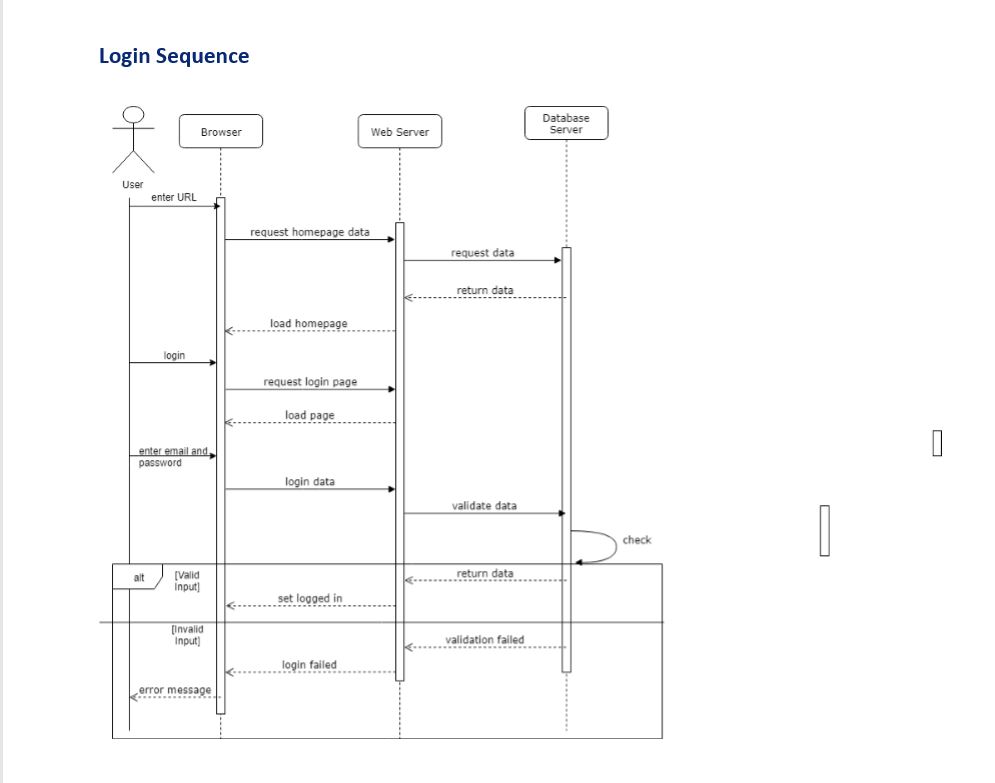 Login Sequence
Database
Server
Browser
Web Server
User
enter URL
request homepage data
request data
return data
load homepage
login
request login page
load page
enter email and
password
login data
validate data
check
alt
[Valid
Input]
return data
set logged in
[Invalid
Input]
validation failed
login failed
error message